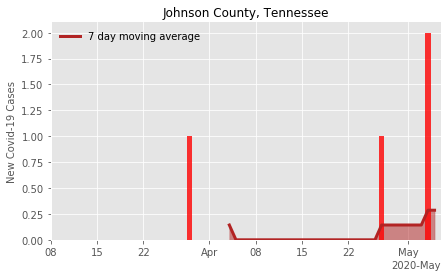 Johnson County, Tennessee
7 day moving average
New Covid-19 Cases
2.00
1.75
1.50
1.25
1.00
0.75
0.50
0.25
0.00
08
15
22
Apr
08
15
22
May
2020-May